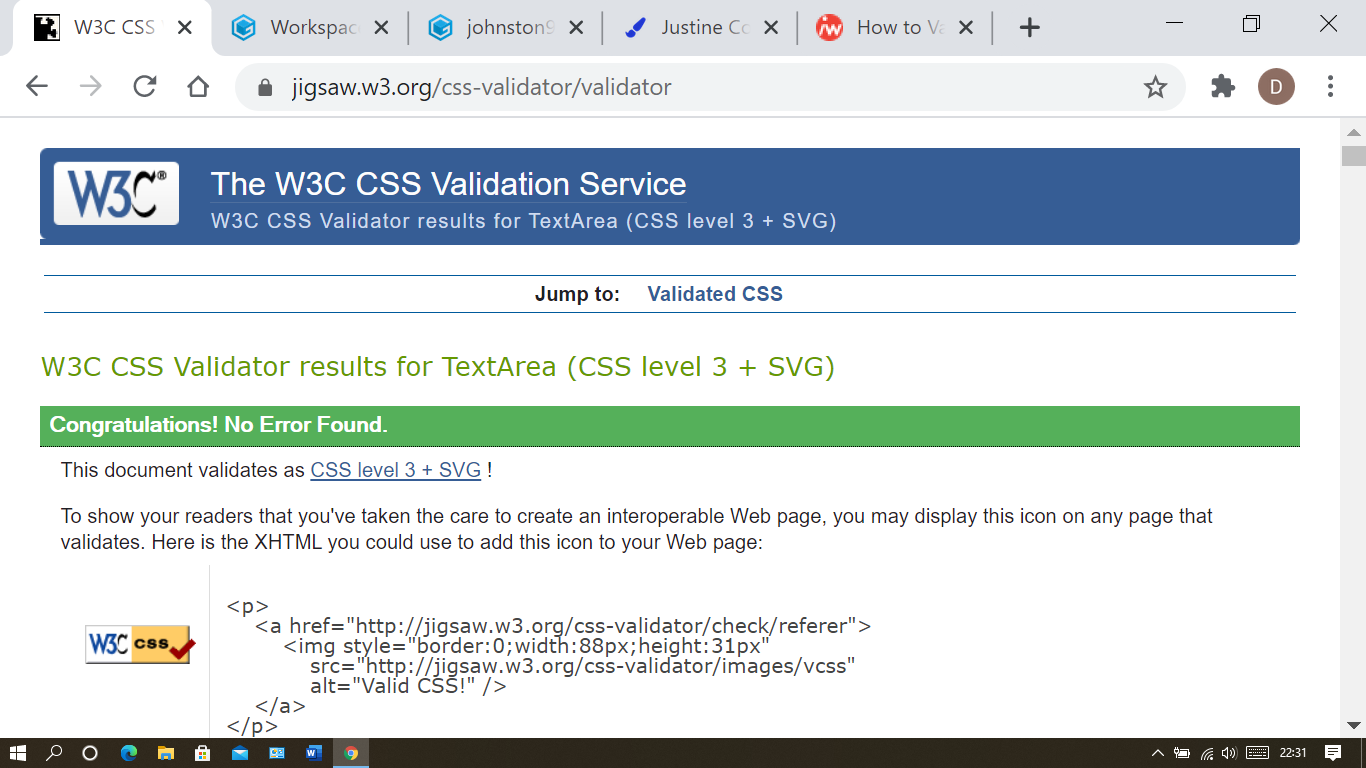 W3C CSS
Workspac
johnston9
Justine Co
How to Va
jigsaw.w3.org/css-validator/validator
D
W3C®
The W3C CSS Validation Service
W3C CSS Validator results for TextArea (CSS level 3 + SVG)
Jump to: Validated CSS
W3C CSS Validator results for TextArea (CSS level 3 + SVG)
Congratulations! No Error Found.
This document validates as CSS level 3 + SVG !
To show your readers that you've taken the care to create an interoperable Web page, you may display this icon on any page that
validates. Here is the XHTML you could use to add this icon to your Web page:
W3C css
<p>
<a href="http://jigsaw.w3.org/css-validator/check/referer">
<img style="border:0;width:88px;height:31px"
src="http://jigsaw.w3.org/css-validator/images/vcss"
alt="Valid CSS!" />
</a>
</p>
22:31